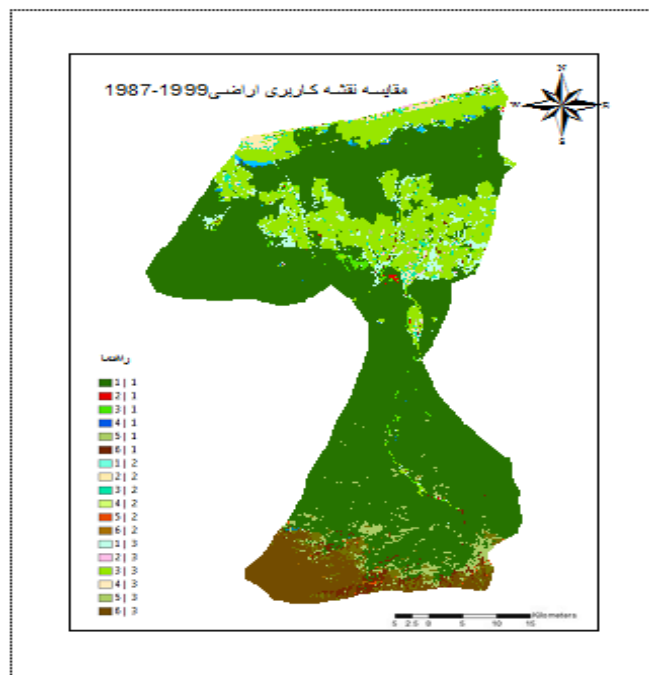 مقایسه نقشه کاربری اراضی1987-1999
N
W
E
S
راهنما
1 | 1
2 | 1
3 | 1
4 | 1
5 | 1
6 | 1
1 | 2
2 | 2
3 | 2
4 | 2
5 | 2
6 | 2
1 | 3
2 | 3
3 | 3
4 | 3
5 | 3
6 | 3
5 2.5 0 5 10 15 Kilometers